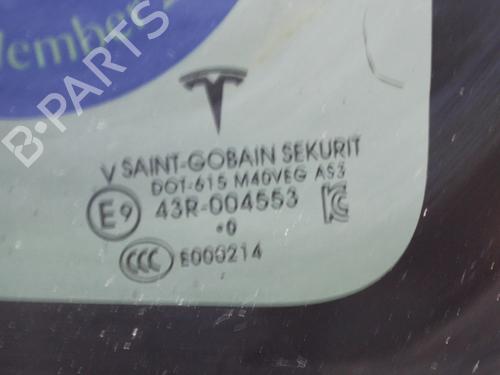 B-PARTS
V SAINT-GOBAIN SEKURIT
DOT-615 M40VEG AS3
E9 43R-004553
•0
CCC E000214